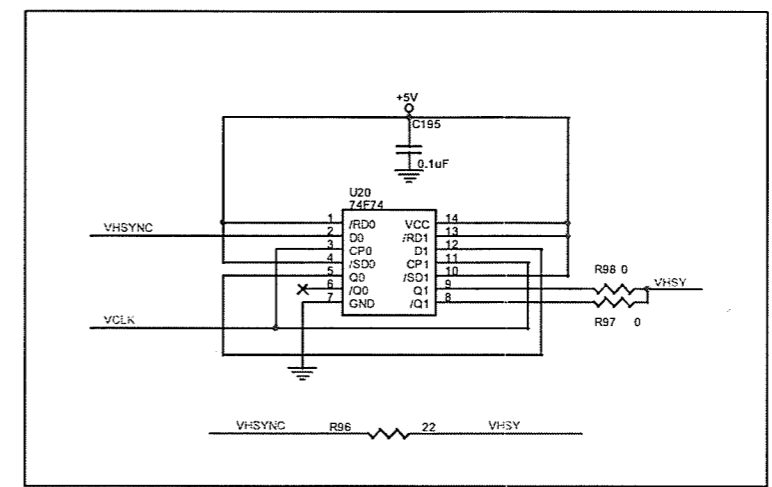 +5V
C195
0.1uF
U20
74F74
1 /RD0 VCC 14
VHSYNC 2 D0 /RD1 13
3 CP0 D1 12
4 /SD0 CP1 11
5 Q0 /SD1 10
6 /Q0 Q1 9
7 GND /Q1 8
R98 0
VHSY
R97 0
VCLK
VHSYNC R96 22 VHSY